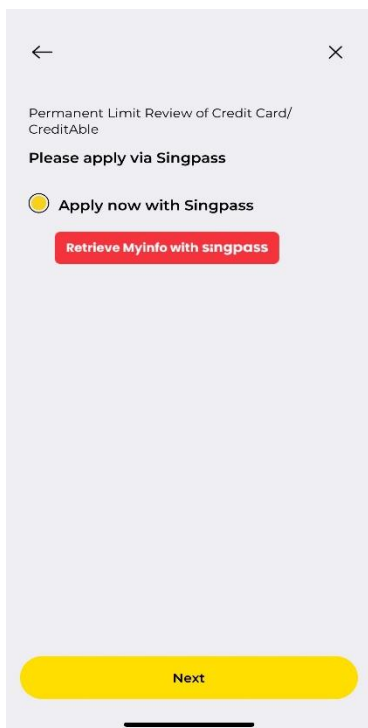 Permanent Limit Review of Credit Card/
CreditAble
Please apply via Singpass
Apply now with Singpass
Retrieve Myinfo with singpass
Next